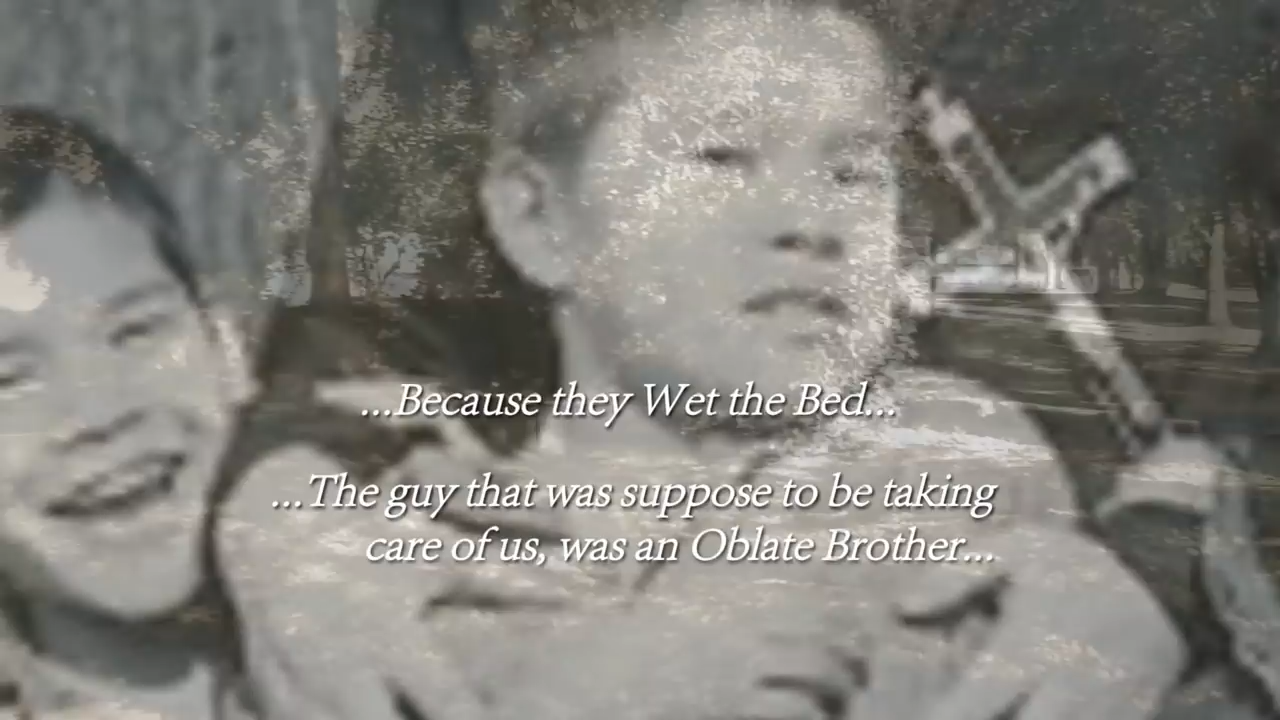 ...Because they Wet the Bed...
...The guy that was suppose to be taking
care of us, was an Oblate Brother...